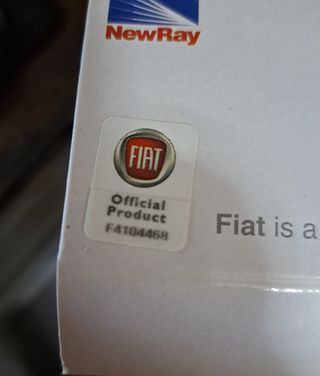 NewRay
FIAT
Official
Product
F4104468
Fiat is a